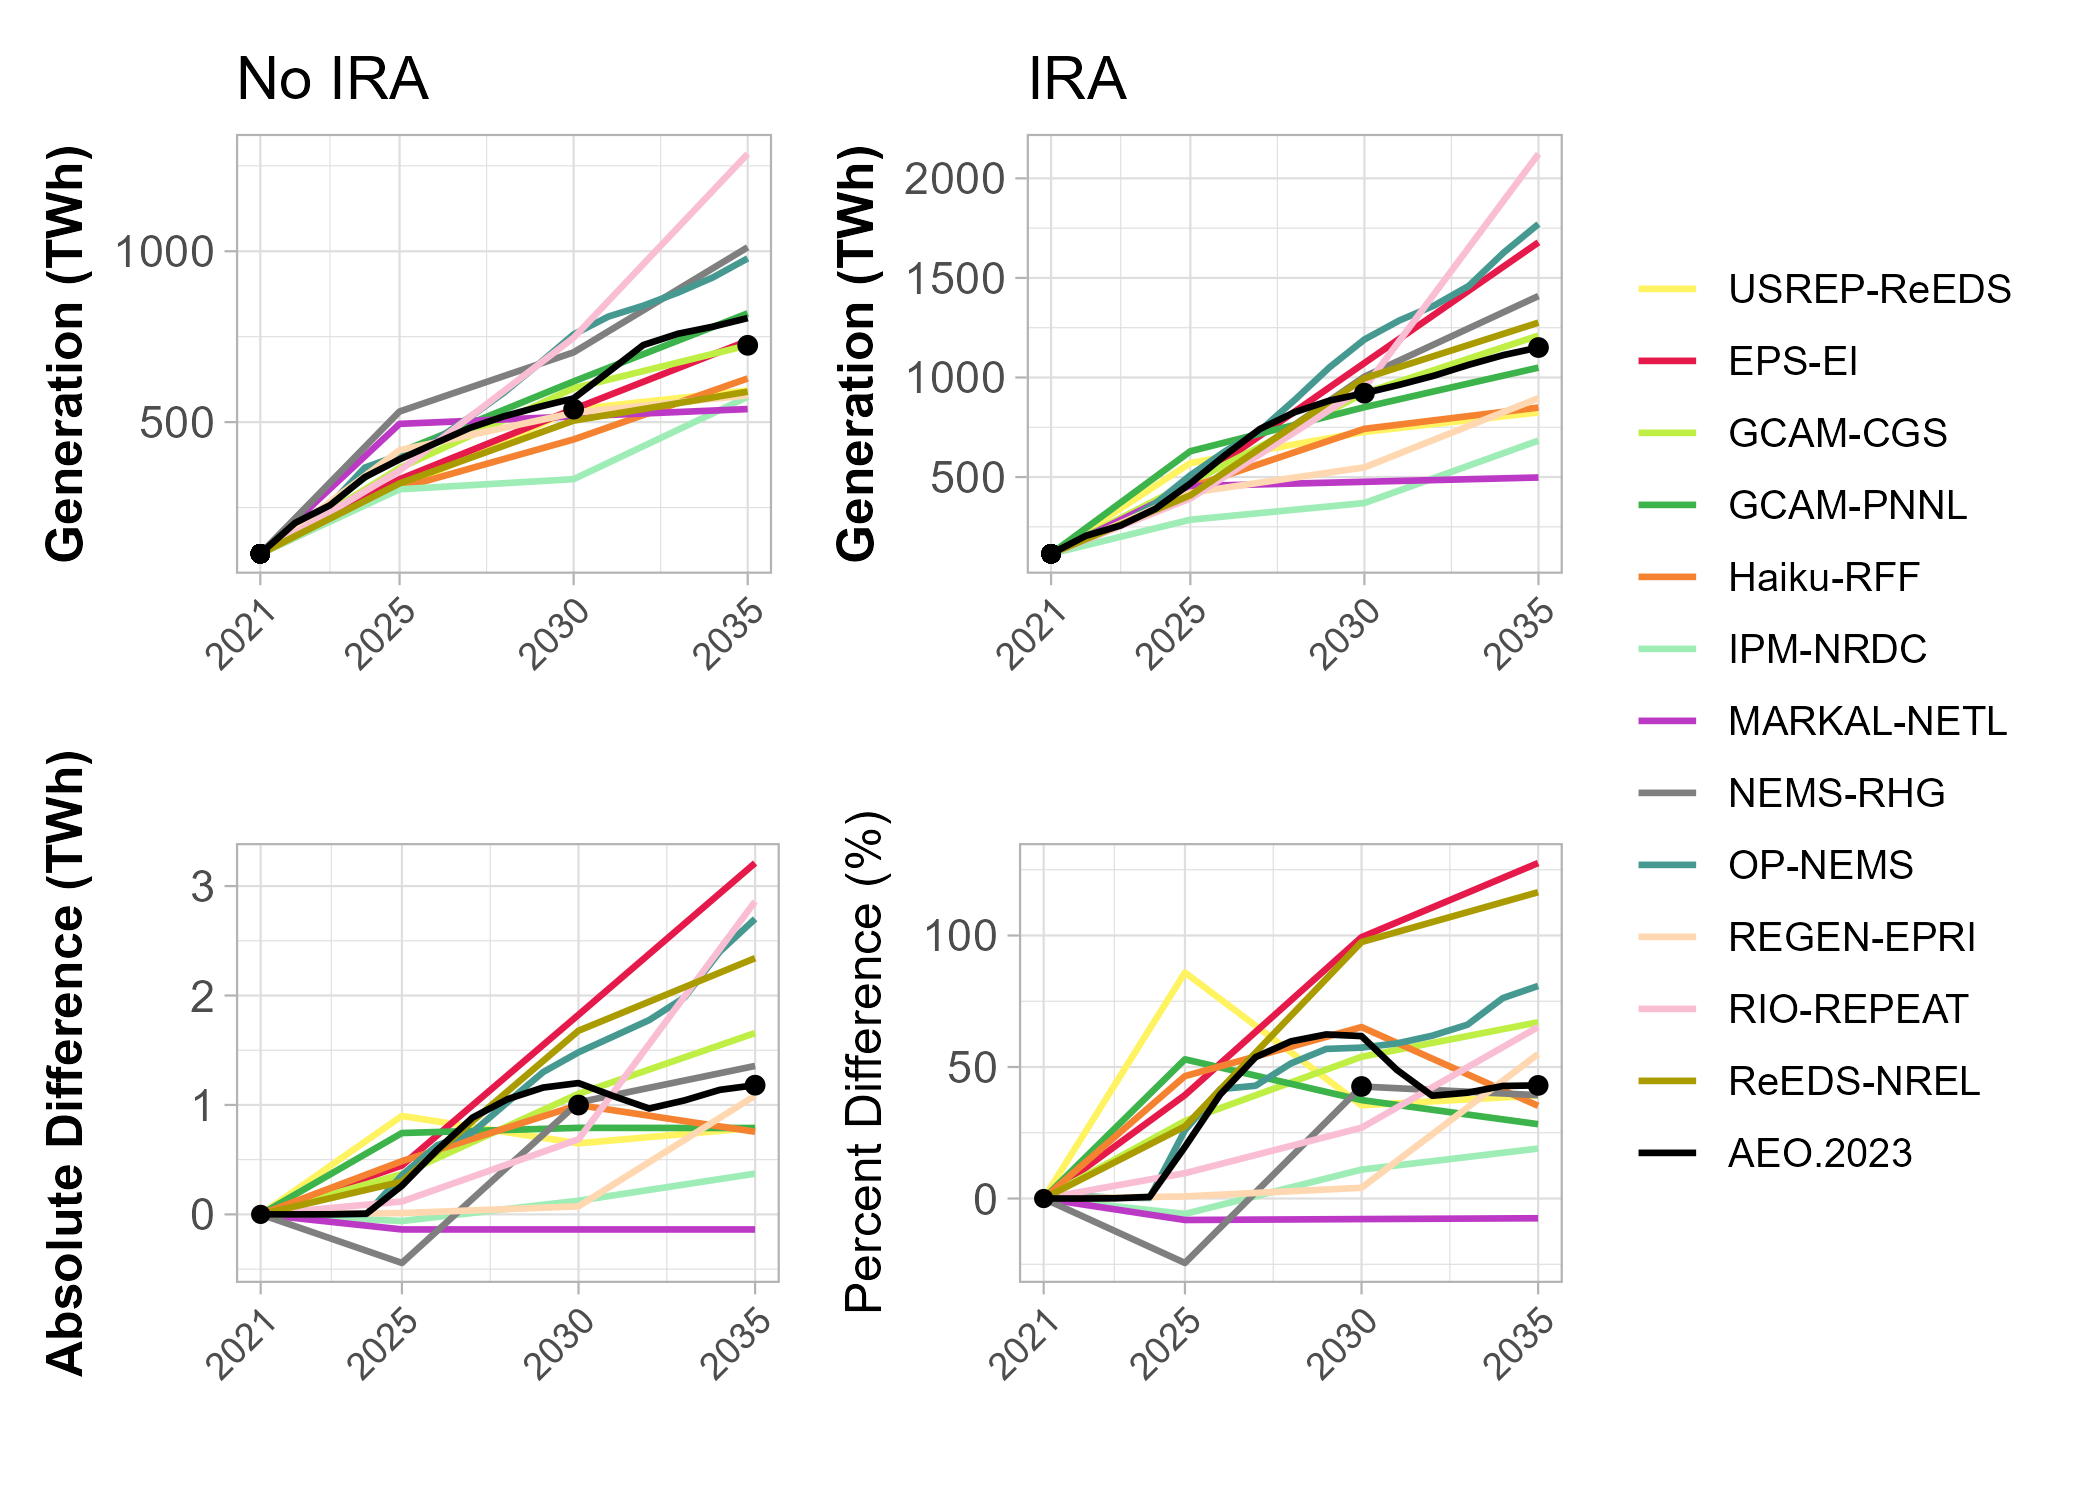 No IRA
IRA
Generation (TWh)
1000
500
2021
2025
2030
2035
Generation (TWh)
2000
1500
1000
500
2021
2025
2030
2035
Absolute Difference (TWh)
3
2
1
0
2021
2025
2030
2035
Percent Difference (%)
100
50
0
2021
2025
2030
2035
USREP-ReEDS
EPS-EI
GCAM-CGS
GCAM-PNNL
Haiku-RFF
IPM-NRDC
MARKAL-NETL
NEMS-RHG
OP-NEMS
REGEN-EPRI
RIO-REPEAT
ReEDS-NREL
AEO.2023